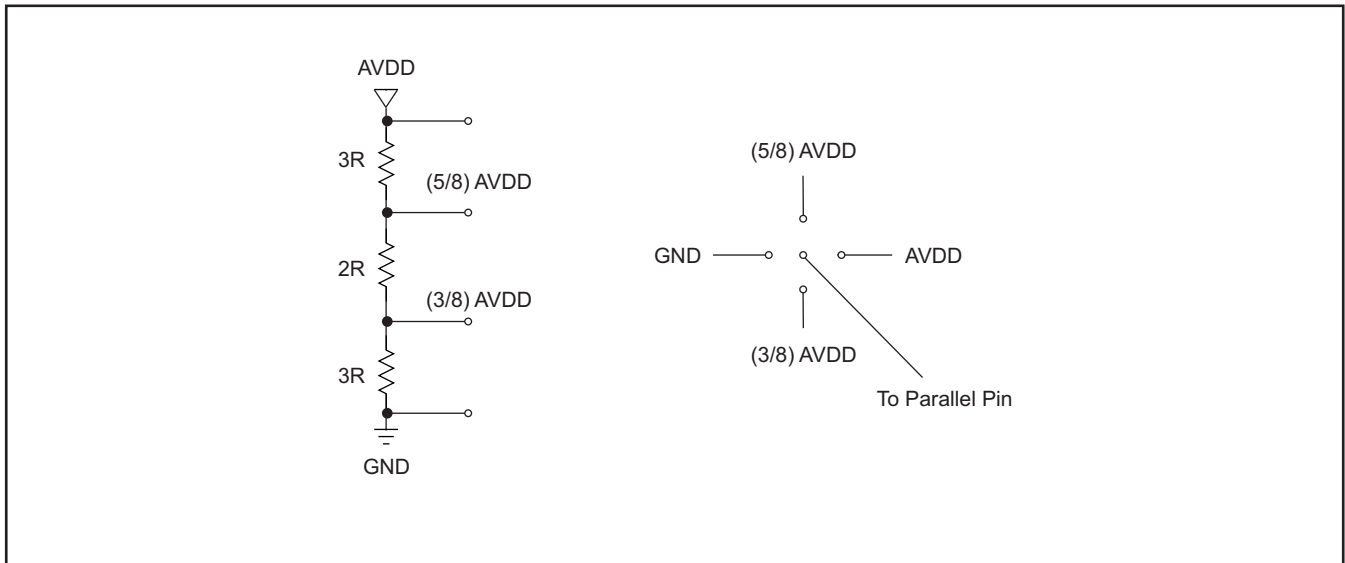 AVDD
3R
(5/8) AVDD
2R
(3/8) AVDD
3R
GND
(5/8) AVDD
GND
AVDD
(3/8) AVDD
To Parallel Pin